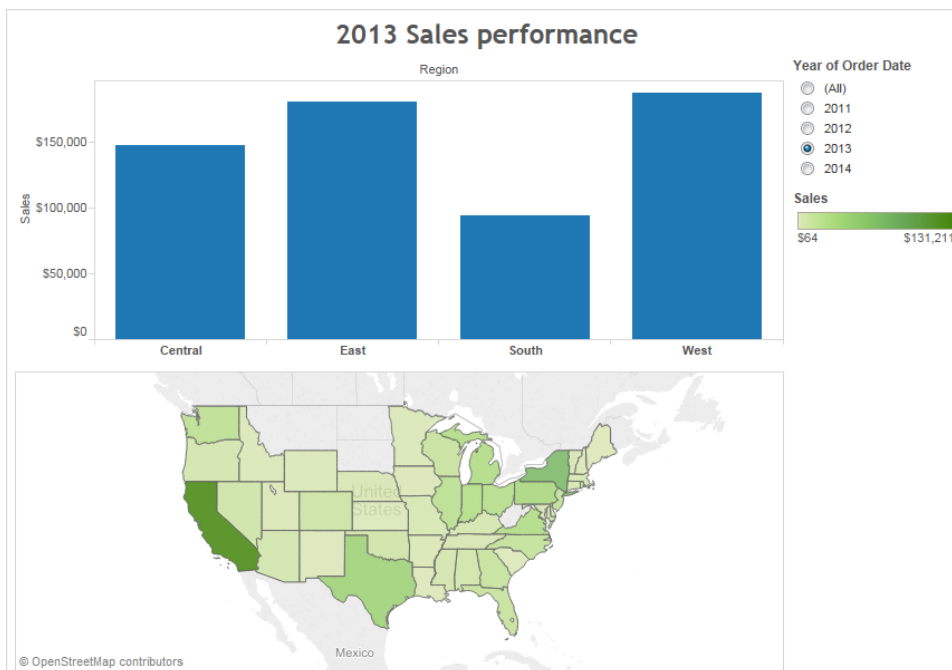 2013 Sales performance
Region
Year of Order Date
(All)
2011
2012
2013
2014
Sales
$64 $131,211
Sales
$150,000
$100,000
$50,000
$0
Central East South West
United
States
Mexico
© OpenStreetMap contributors